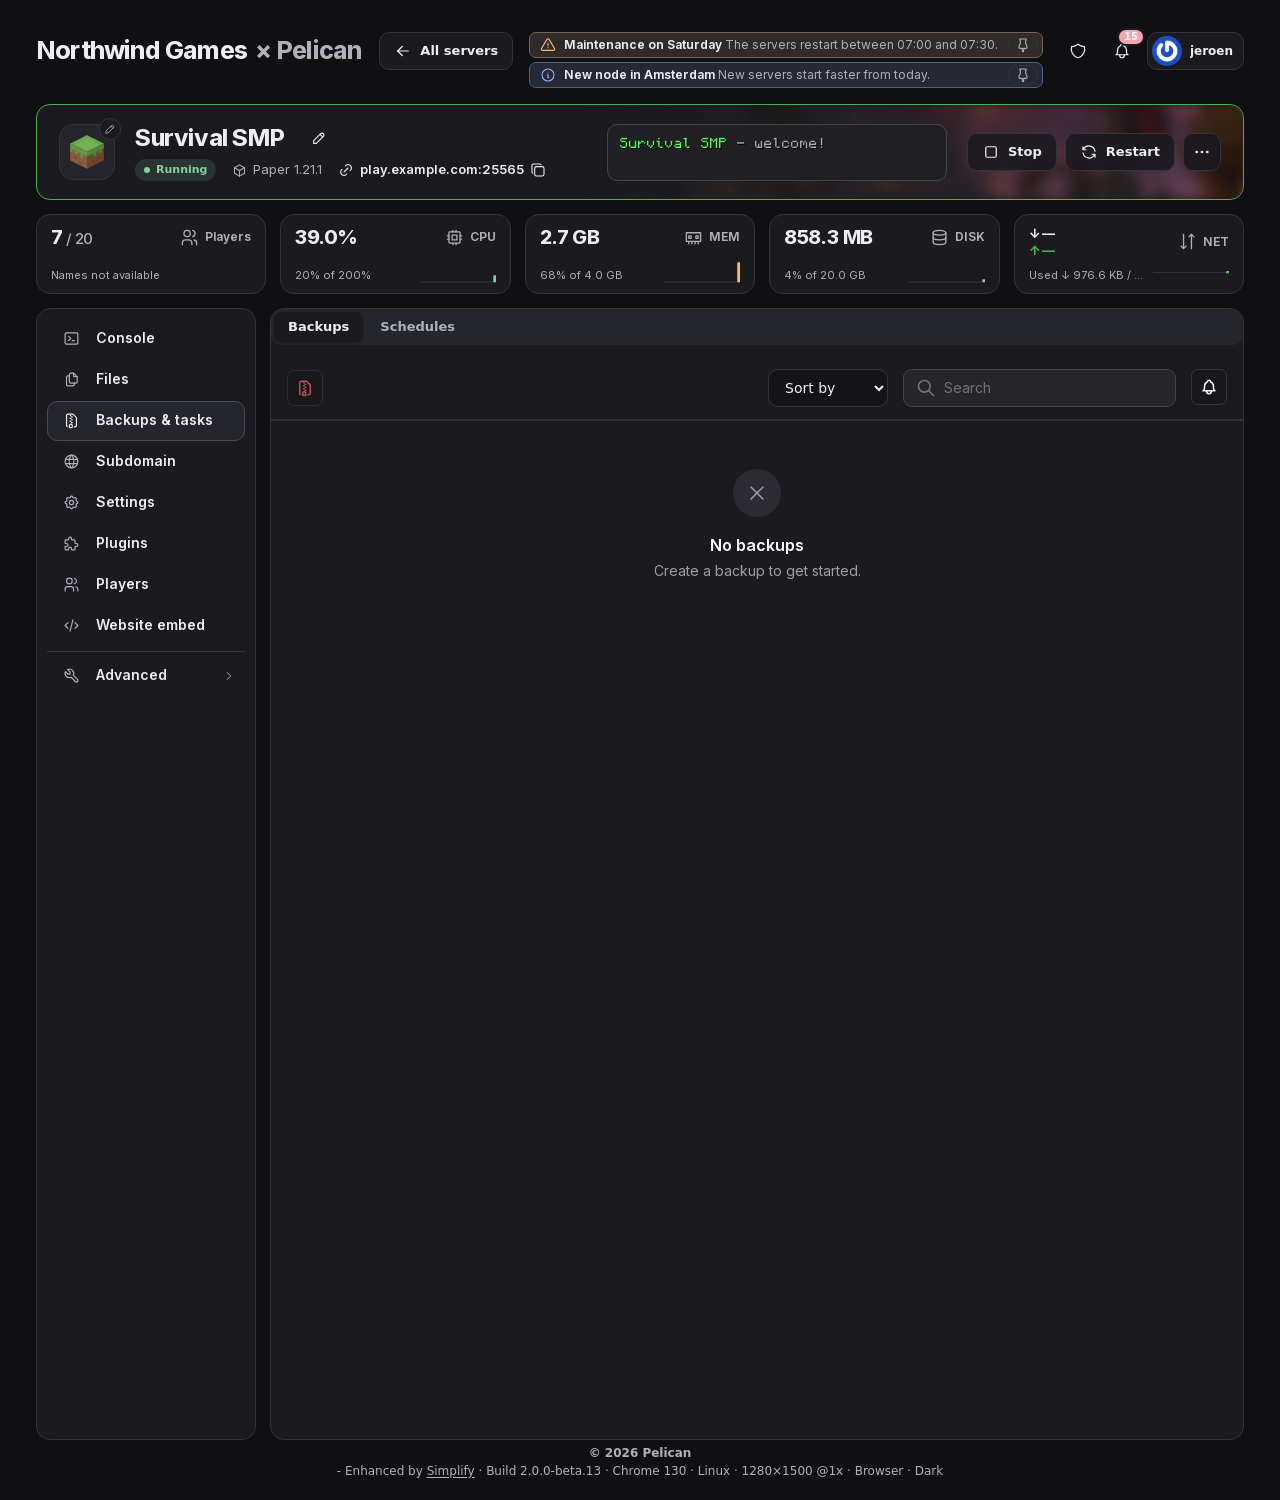 Northwind Games × Pelican
All servers
Maintenance on Saturday The servers restart between 07:00 and 07:30.
New node in Amsterdam New servers start faster from today.
15
jeroen
Survival SMP
Running
Paper 1.21.1
play.example.com:25565
Survival SMP - welcome!
Stop
Restart
7 / 20
Players
Names not available
39.0%
CPU
20% of 200%
2.7 GB
MEM
68% of 4.0 GB
858.3 MB
DISK
4% of 20.0 GB
↓—
↑—
NET
Used ↓ 976.6 KB / ...
Console
Files
Backups & tasks
Subdomain
Settings
Plugins
Players
Website embed
Advanced
Backups
Schedules
Sort by
Search
No backups
Create a backup to get started.
© 2026 Pelican
- Enhanced by Simplify · Build 2.0.0-beta.13 · Chrome 130 · Linux · 1280×1500 @1x · Browser · Dark